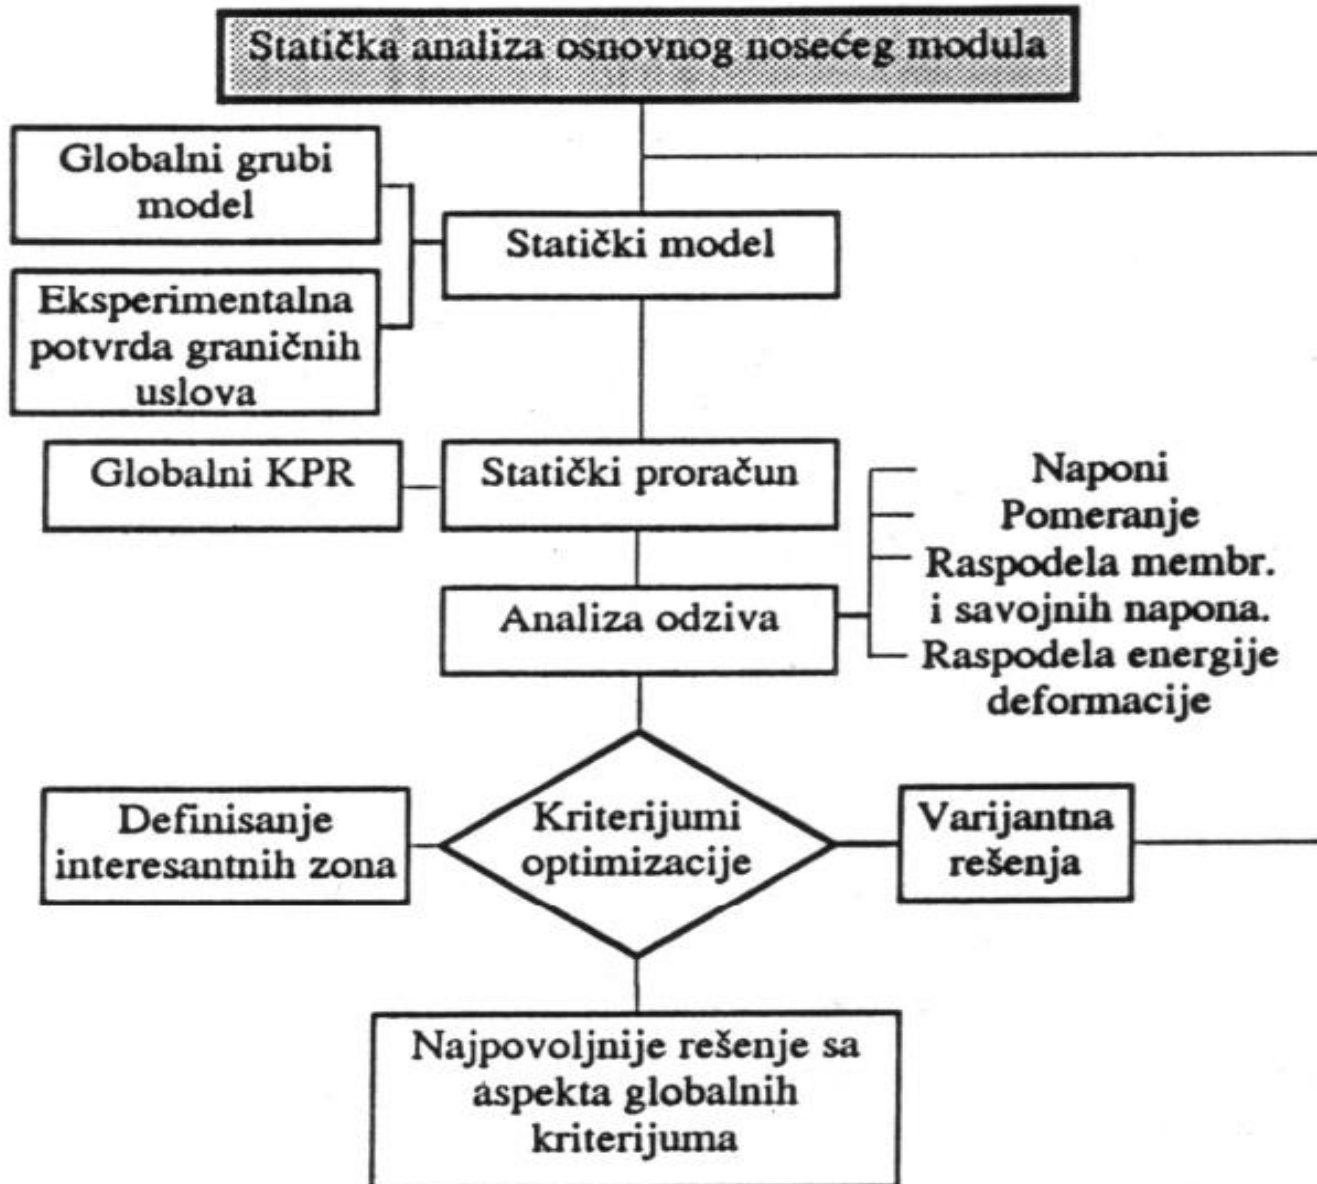 Statička analiza osnovnog nosećeg modula
Globalni grubi
model
Statički model
Eksperimentalna
potvrda graničnih
uslova
Globalni KPR
Statički proračun
Naponi
Pomeranje
Raspodela membr.
i savojnih napona.
Raspodela energije
deformacije
Analiza odziva
Definisanje
interesantnih zona
Kriterijumi
optimizacije
Varijantna
rešenja
Najpovoljnije rešenje sa
aspekta globalnih
kriterijuma